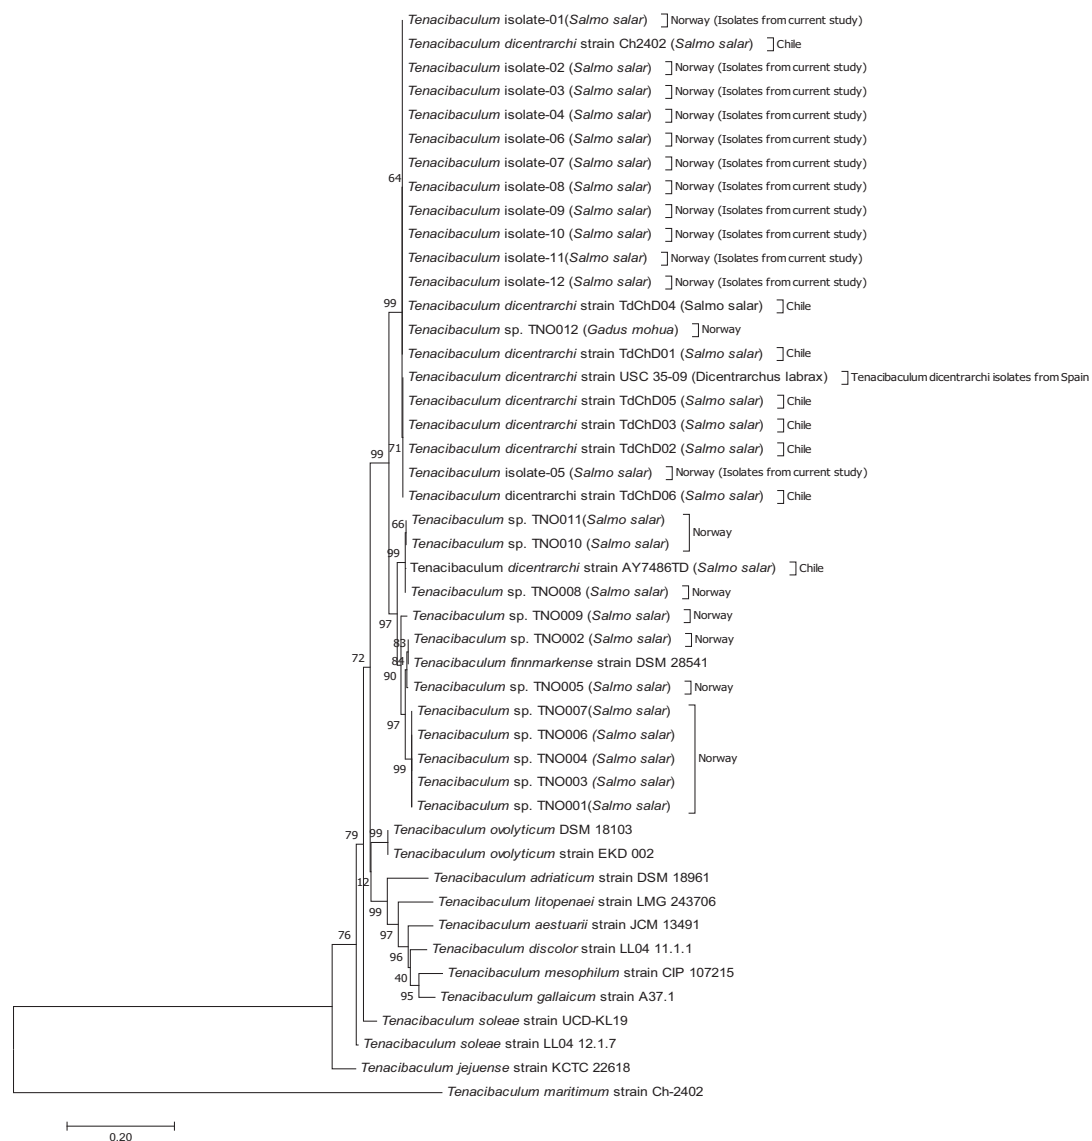 Tenacibaculum isolate-01(Salmo salar) Norway (Isolates from current study)
Tenacibaculum dicentrarchi strain Ch2402 (Salmo salar) Chile
Tenacibaculum isolate-02 (Salmo salar) Norway (Isolates from current study)
Tenacibaculum isolate-03 (Salmo salar) Norway (Isolates from current study)
Tenacibaculum isolate-04 (Salmo salar) Norway (Isolates from current study)
Tenacibaculum isolate-06 (Salmo salar) Norway (Isolates from current study)
Tenacibaculum isolate-07 (Salmo salar) Norway (Isolates from current study)
64 Tenacibaculum isolate-08 (Salmo salar) Norway (Isolates from current study)
Tenacibaculum isolate-09 (Salmo salar) Norway (Isolates from current study)
Tenacibaculum isolate-10 (Salmo salar) Norway (Isolates from current study)
Tenacibaculum isolate-11(Salmo salar) Norway (Isolates from current study)
Tenacibaculum isolate-12 (Salmo salar) Norway (Isolates from current study)
99 Tenacibaculum dicentrarchi strain TdChD04 (Salmo salar) Chile
Tenacibaculum sp. TNO012 (Gadus mohua) Norway
Tenacibaculum dicentrarchi strain TdChD01 (Salmo salar) Chile
Tenacibaculum dicentrarchi strain USC 35-09 (Dicentrarchus labrax) Tenacibaculum dicentrarchi isolates from Spain
Tenacibaculum dicentrarchi strain TdChD05 (Salmo salar) Chile
Tenacibaculum dicentrarchi strain TdChD03 (Salmo salar) Chile
99 71 Tenacibaculum dicentrarchi strain TdChD02 (Salmo salar) Chile
Tenacibaculum isolate-05 (Salmo salar) Norway (Isolates from current study)
Tenacibaculum dicentrarchi strain TdChD06 (Salmo salar) Chile
66 Tenacibaculum sp. TNO011(Salmo salar)
Norway
Tenacibaculum sp. TNO010 (Salmo salar)
99 Tenacibaculum dicentrarchi strain AY7486TD (Salmo salar) Chile
Tenacibaculum sp. TNO008 (Salmo salar) Norway
97 Tenacibaculum sp. TNO009 (Salmo salar) Norway
83 Tenacibaculum sp. TNO002 (Salmo salar) Norway
72 84 Tenacibaculum finnmarkense strain DSM 28541
90 Tenacibaculum sp. TNO005 (Salmo salar) Norway
97 Tenacibaculum sp. TNO007(Salmo salar)
Tenacibaculum sp. TNO006 (Salmo salar)
99 Tenacibaculum sp. TNO004 (Salmo salar) Norway
Tenacibaculum sp. TNO003 (Salmo salar)
Tenacibaculum sp. TNO001(Salmo salar)
79 99 Tenacibaculum ovolyticum DSM 18103
Tenacibaculum ovolyticum strain EKD 002
12 Tenacibaculum adriaticum strain DSM 18961
99 Tenacibaculum litopenaei strain LMG 243706
76 97 Tenacibaculum aestuarii strain JCM 13491
96 Tenacibaculum discolor strain LL04 11.1.1
40 Tenacibaculum mesophilum strain CIP 107215
95 Tenacibaculum gallaicum strain A37.1
Tenacibaculum soleae strain UCD-KL19
Tenacibaculum soleae strain LL04 12.1.7
Tenacibaculum jejuense strain KCTC 22618
Tenacibaculum maritimum strain Ch-2402
0.20